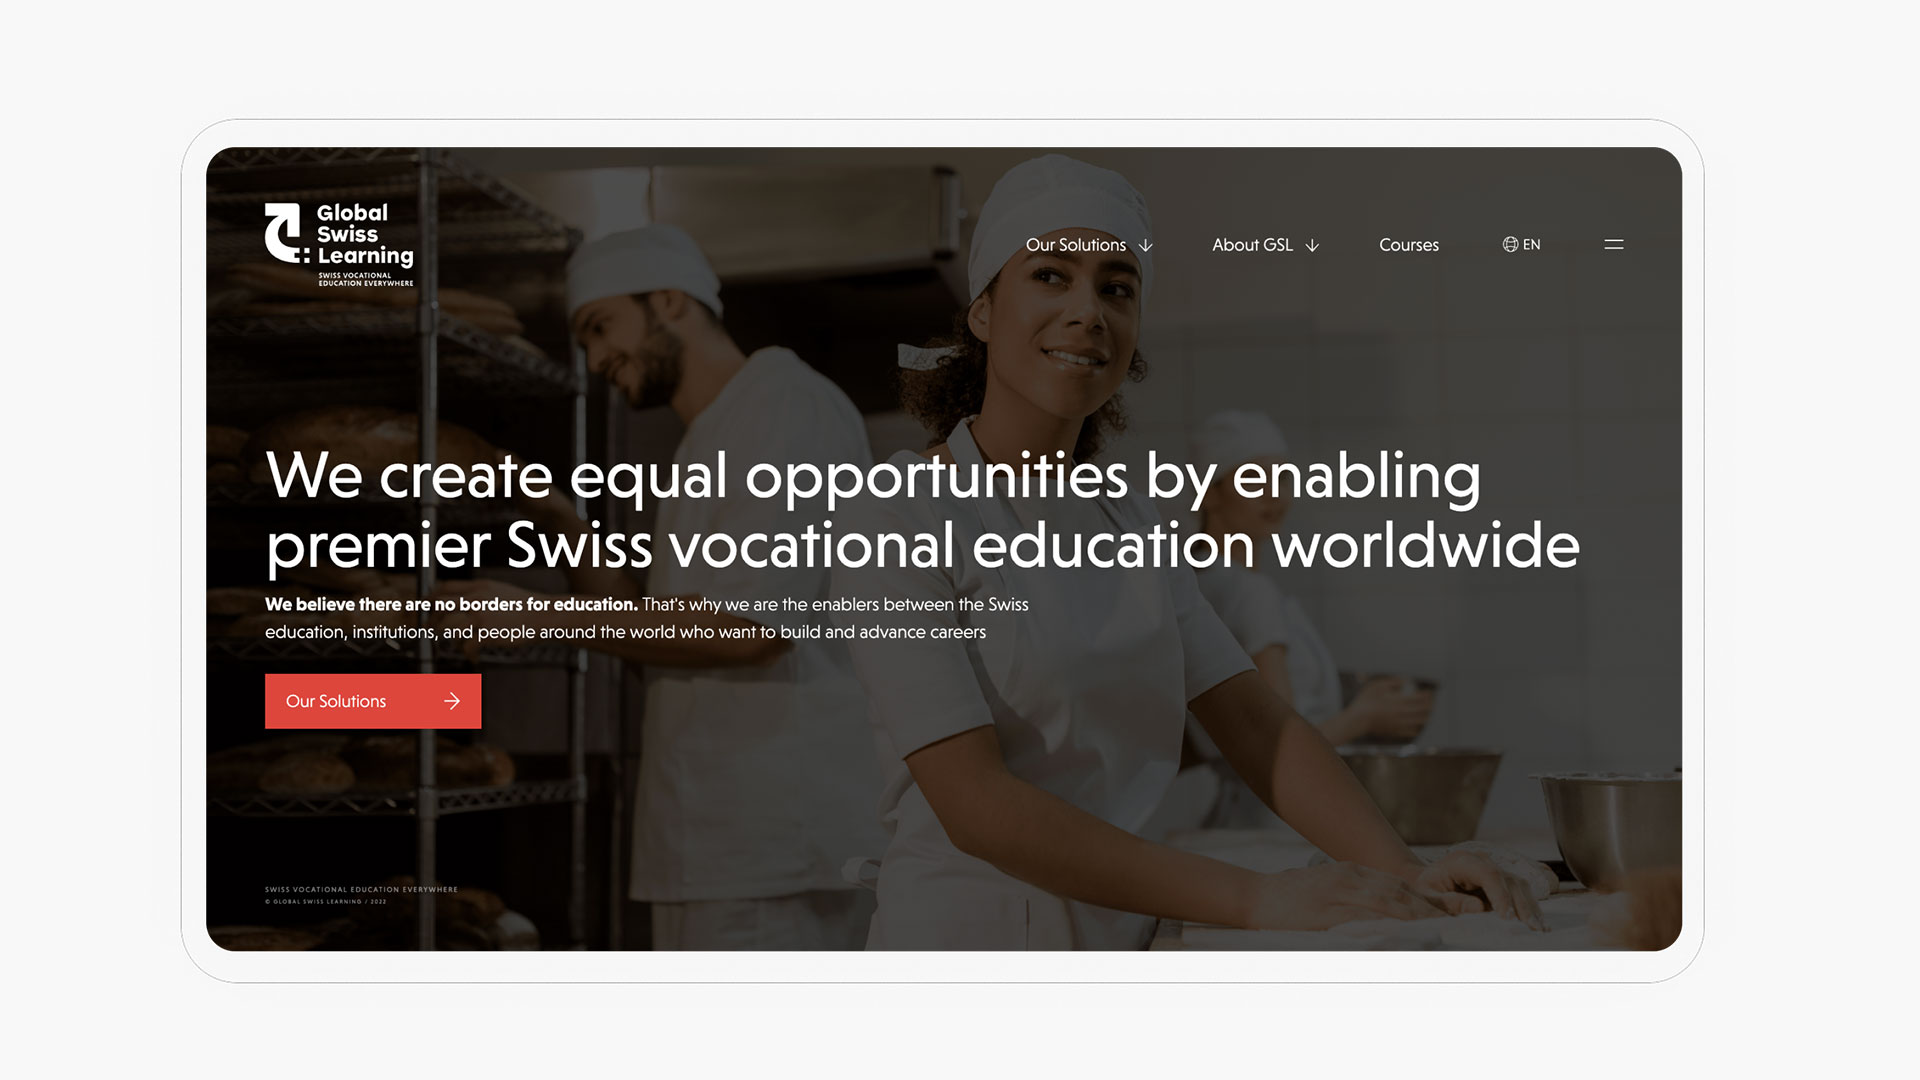 Global
Swiss
Learning
SWISS VOCATIONAL
EDUCATION EVERYWHERE
Our Solutions
About GSL
Courses
EN
We create equal opportunities by enabling
premier Swiss vocational education worldwide
We believe there are no borders for education. That's why we are the enablers between the Swiss
education, institutions, and people around the world who want to build and advance careers
Our Solutions
SWISS VOCATIONAL EDUCATION EVERYWHERE
© GLOBAL SWISS LEARNING / 2022